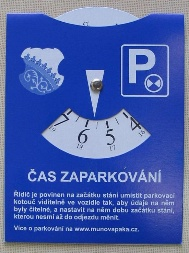 P
7 6 5 4
ČAS ZAPARKOVÁNÍ
Řidič je povinen na začátku stání umístit parkovací
kotouč viditelně ve vozidle tak, aby údaje na něm
byly čitelné, a nastavit na něm dobu začátku stání,
kterou nesmí až do odjezdu měnit.
Více o parkování na www.munovapaka.cz.